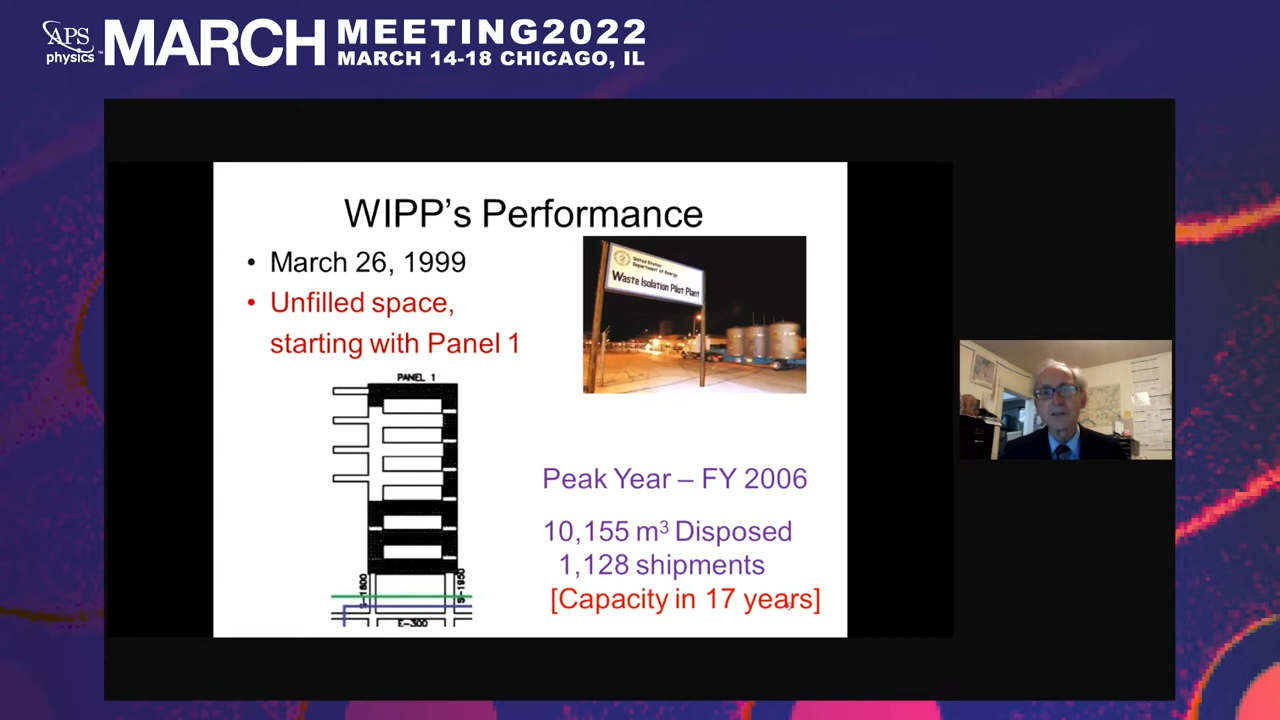 APS
physics
MARCH
MEETING2022
MARCH 14-18 CHICAGO, IL
WIPP's Performance
• March 26, 1999
• Unfilled space,
starting with Panel 1
United States
Department of Energy
Waste Isolation Pilot Plant
PANEL 1
S-1600
S-1950
E-300
Peak Year – FY 2006
10,155 m³ Disposed
1,128 shipments
[Capacity in 17 years]